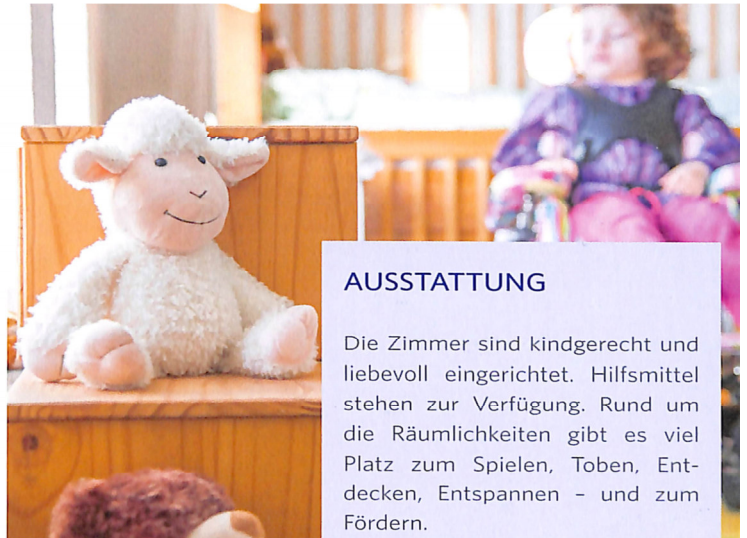 AUSSTATTUNG
Die Zimmer sind kindgerecht und
liebevoll eingerichtet. Hilfsmittel
stehen zur Verfügung. Rund um
die Räumlichkeiten gibt es viel
Platz zum Spielen, Toben, Ent-
decken, Entspannen – und zum
Fördern.